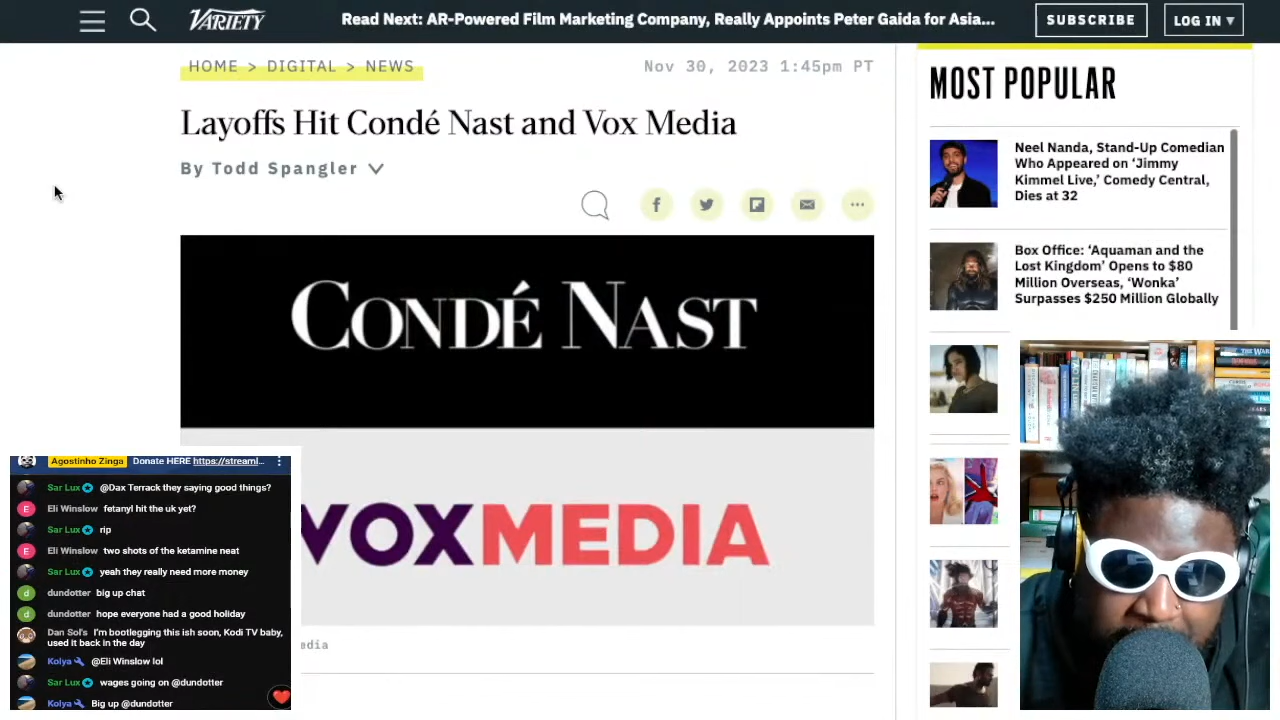 VARIETY
Read Next: AR-Powered Film Marketing Company, Really Appoints Peter Gaida for Asia...
SUBSCRIBE
LOG IN ▾
HOME > DIGITAL > NEWS
Nov 30, 2023 1:45pm PT
Layoffs Hit Condé Nast and Vox Media
By Todd Spangler
CONDÉ NAST
VOXMEDIA
edia
MOST POPULAR
Neel Nanda, Stand-Up Comedian
Who Appeared on ‘Jimmy
Kimmel Live,’ Comedy Central,
Dies at 32
Box Office: ‘Aquaman and the
Lost Kingdom’ Opens to $80
Million Overseas, ‘Wonka’
Surpasses $250 Million Globally
Agostinho Zinga Donate HERE https://streaml...
Sar Lux @Dax Terrack they saying good things?
E Eli Winslow fetanyl hit the uk yet?
Sar Lux rip
E Eli Winslow two shots of the ketamine neat
Sar Lux yeah they really need more money
d dundotter big up chat
d dundotter hope everyone had a good holiday
Dan Sol's I'm bootlegging this ish soon, Kodi TV baby,
used it back in the day
Kolya @Eli Winslow lol
Sar Lux wages going on @dundotter
Kolya Big up @dundotter